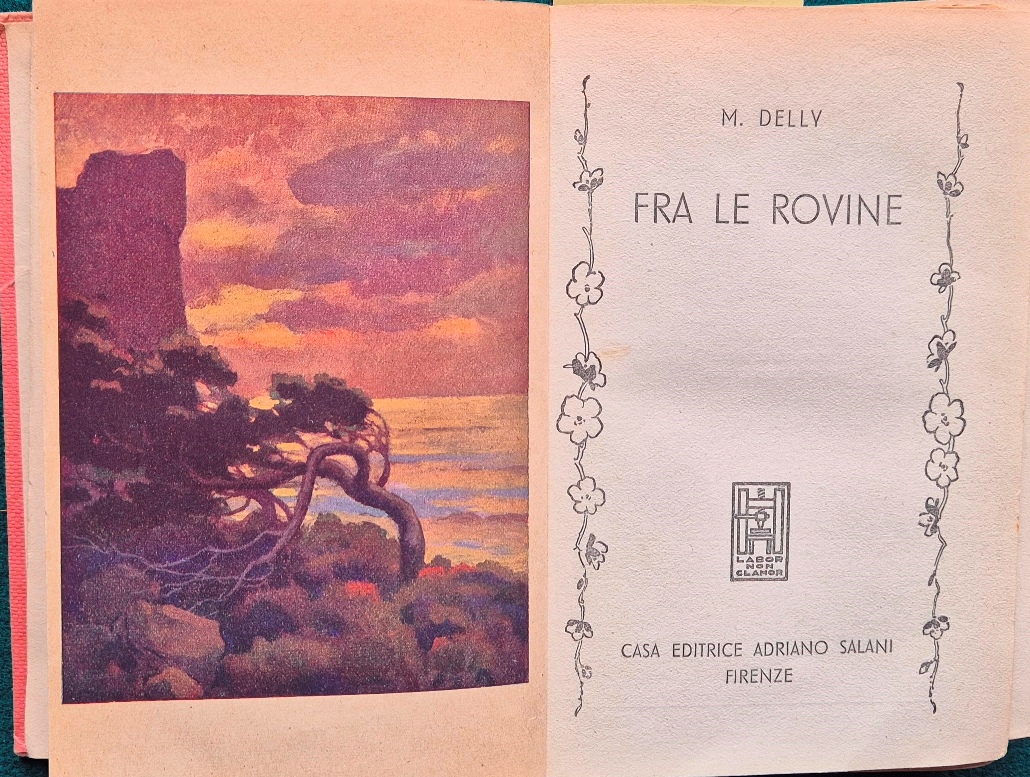 M. DELLY
FRA LE ROVINE
LABOR
NON
CLAMOR
CASA EDITRICE ADRIANO SALANI
FIRENZE